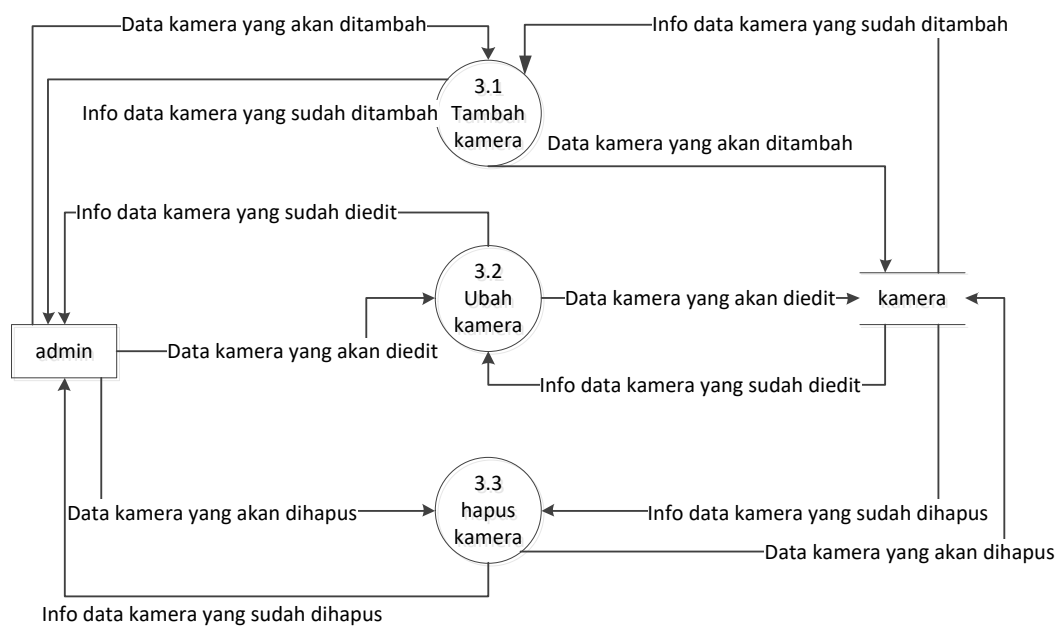 Data kamera yang akan ditambah
Info data kamera yang sudah ditambah
3.1
Tambah
kamera
Info data kamera yang sudah ditambah
Data kamera yang akan ditambah
Info data kamera yang sudah diedit
3.2
Ubah
kamera
Data kamera yang akan diedit
kamera
admin
Data kamera yang akan diedit
Info data kamera yang sudah diedit
3.3
hapus
kamera
Data kamera yang akan dihapus
Info data kamera yang sudah dihapus
Data kamera yang akan dihapus
Info data kamera yang sudah dihapus